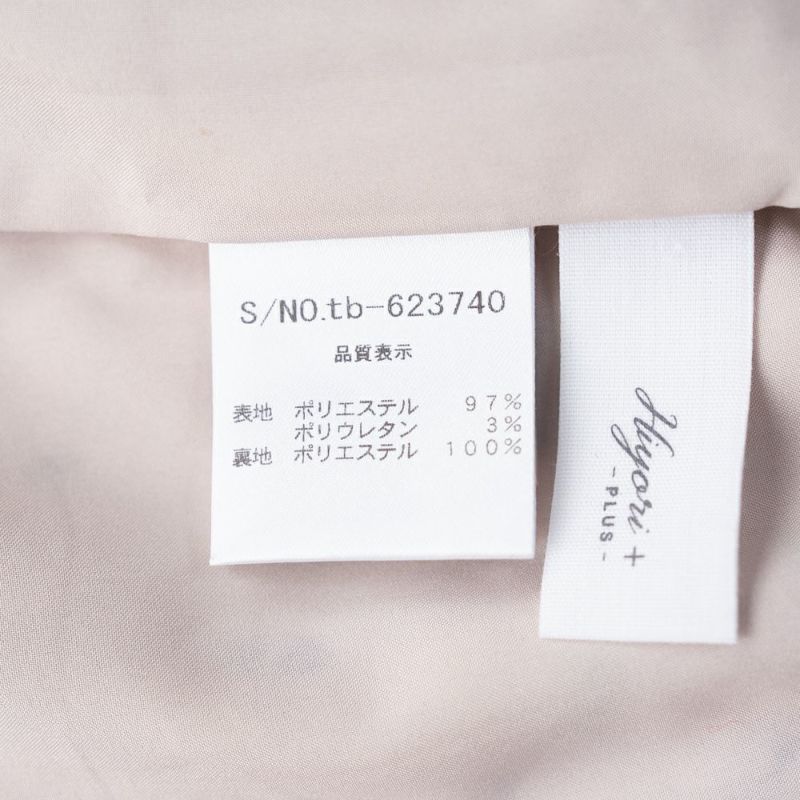 S/NO.tb-623740
品質表示
表地 ポリエステル 97%
ポリウレタン 3%
裏地 ポリエステル 100%
Hiyori +
-PLUS-